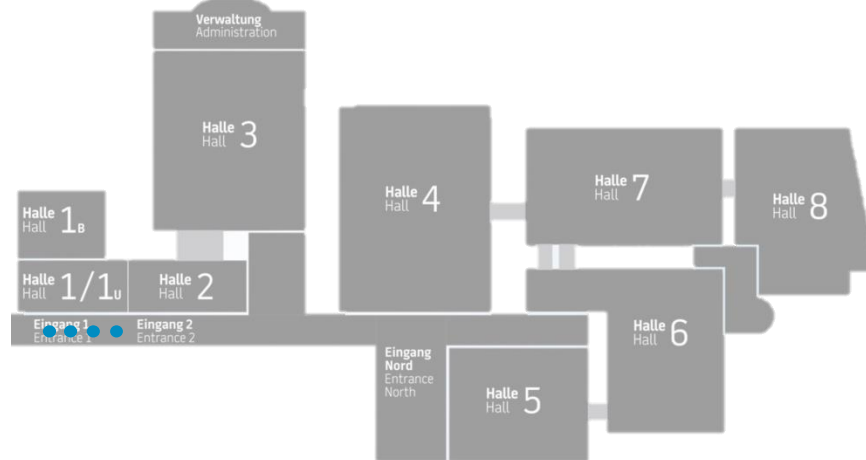 Verwaltung
Administration
Halle
Hall 3
Halle
Hall 4
Halle
Hall 7
Halle
Hall 8
Halle
Hall 1B
Halle
Hall 1/1U
Halle
Hall 2
Eingang 1
Entrance 1
Eingang 2
Entrance 2
Halle
Hall 6
Eingang
Nord
Entrance
North
Halle
Hall 5